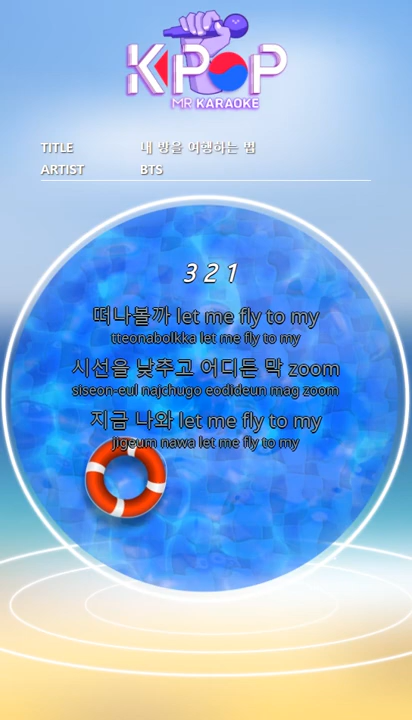 KPOP
MR KARAOKE
TITLE 내 방을 여행하는 법
ARTIST BTS
3 2 1
떠나볼까 let me fly to my
tteonabolkka let me fly to my
시선을 낮추고 어디든 막 zoom
siseon-eul najchugo eodideun mag zoom
지금 나와 let me fly to my
jigeum nawa let me fly to my